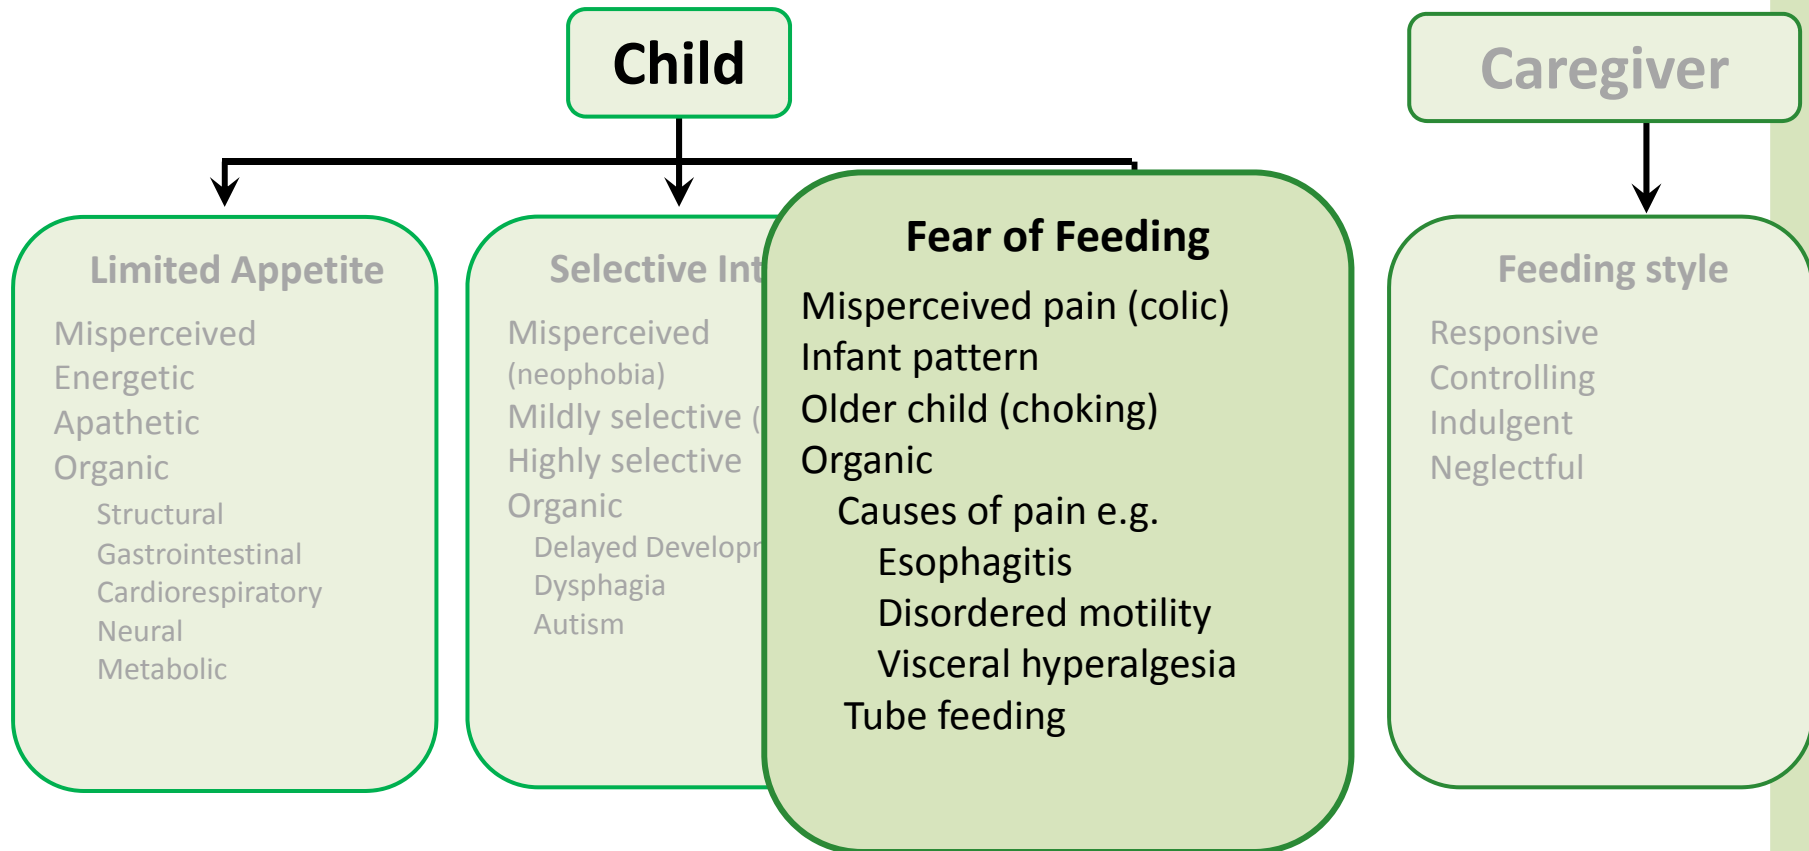 Child
Caregiver
Limited Appetite
Misperceived
Energetic
Apathetic
Organic
Structural
Gastrointestinal
Cardiorespiratory
Neural
Metabolic
Selective
Misperceived
(neophobia)
Mildly selective (
Highly selective
Organic
Delayed
Dysphagia
Autism
Fear of Feeding
Misperceived pain (colic)
Infant pattern
Older child (choking)
Organic
Causes of pain e.g.
Esophagitis
Disordered motility
Visceral hyperalgesia
Tube feeding
Feeding style
Responsive
Controlling
Indulgent
Neglectful